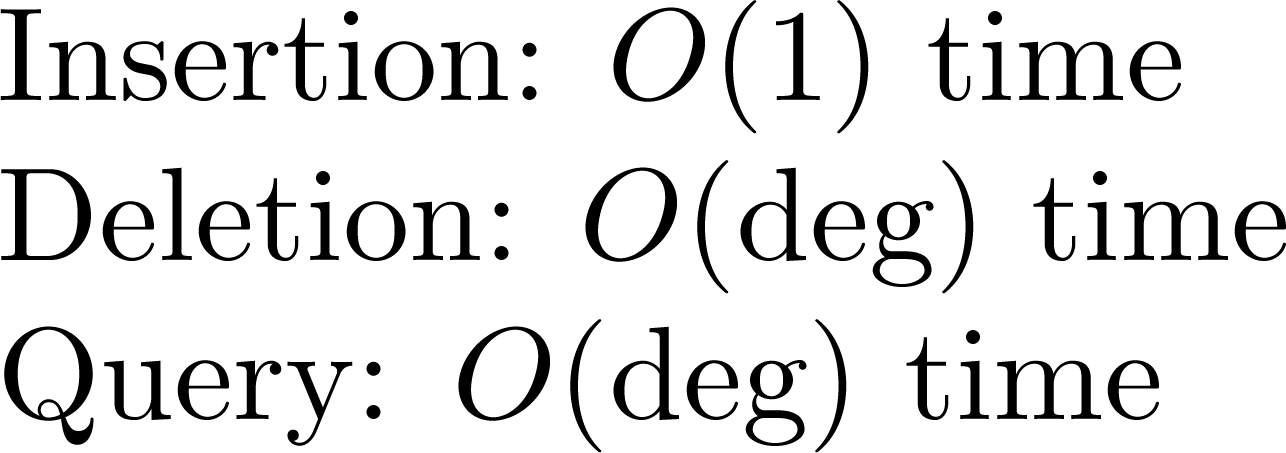 Insertion: O(1) time
Deletion: O(deg) time
Query: O(deg) time